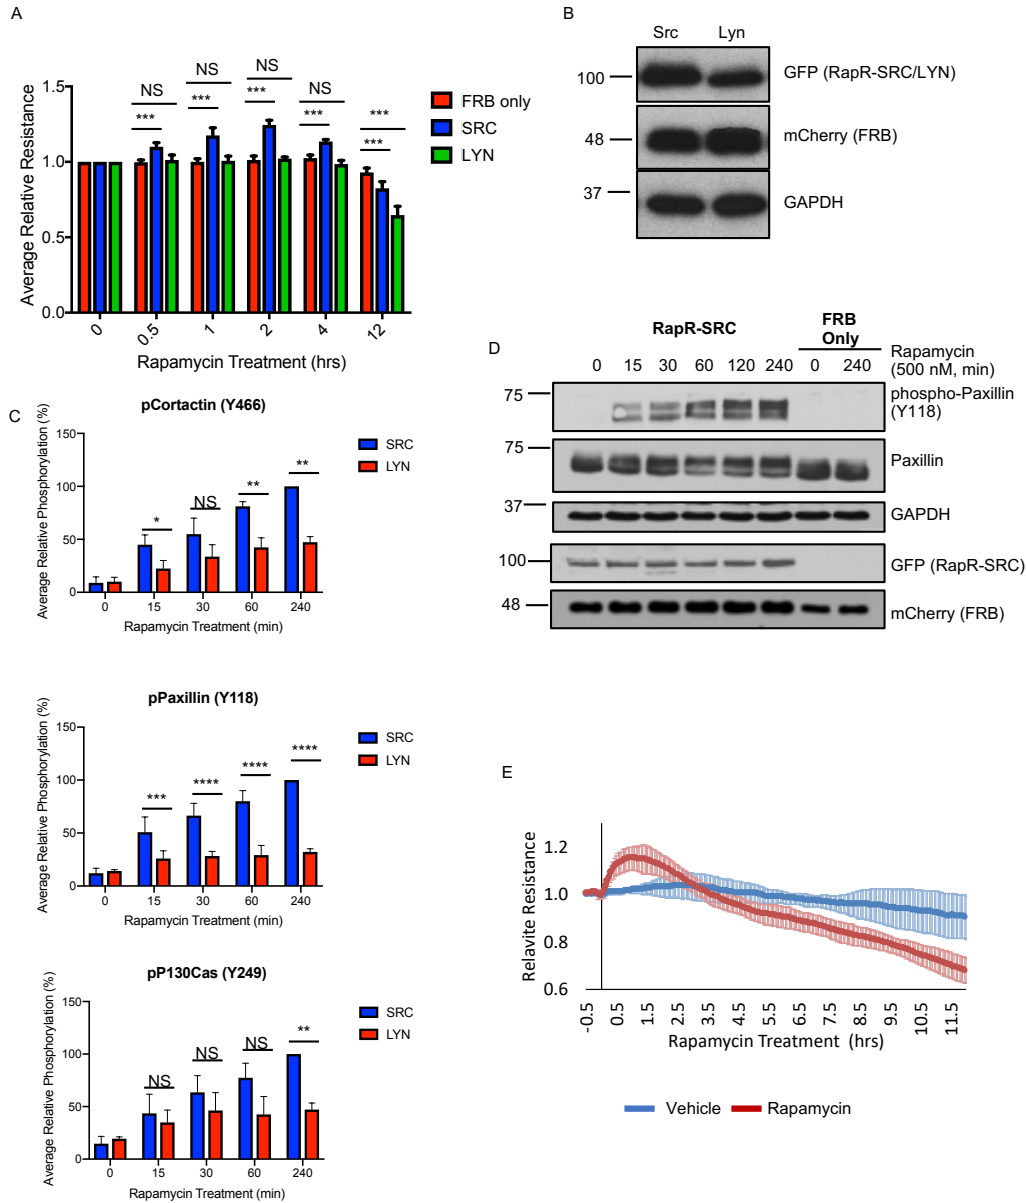 A
NS
NS
NS
NS
***
***
***
***
***
***
1.5
1.0
0.5
0.0
Average Relative Resistance
0
0.5
1
2
4
12
Rapamycin Treatment (hrs)
FRB only
SRC
LYN
B
Src
Lyn
100
GFP (RapR-SRC/LYN)
48
mCherry (FRB)
37
GAPDH
C
pCortactin (Y466)
Average Relative Phosphorylation (%)
150
100
50
0
*
NS
**
**
0
15
30
60
240
Rapamycin Treatment (min)
SRC
LYN
pPaxillin (Y118)
Average Relative Phosphorylation (%)
150
100
50
0
***
****
****
****
0
15
30
60
240
Rapamycin Treatment (min)
SRC
LYN
pP130Cas (Y249)
Average Relative Phosphorylation (%)
150
100
50
0
NS
NS
NS
**
0
15
30
60
240
Rapamycin Treatment (min)
SRC
LYN
D
RapR-SRC
FRB
Only
0 15 30 60 120 240 0 240
Rapamycin
(500 nM, min)
75
phospho-Paxillin
(Y118)
75
Paxillin
37
GAPDH
100
GFP (RapR-SRC)
48
mCherry (FRB)
E
Relavite Resistance
1.2
1.0
0.8
0.6
-0.5
0.5
1.5
2.5
3.5
4.5
5.5
6.5
7.5
8.5
9.5
10.5
11.5
Rapamycin Treatment (hrs)
Vehicle
Rapamycin